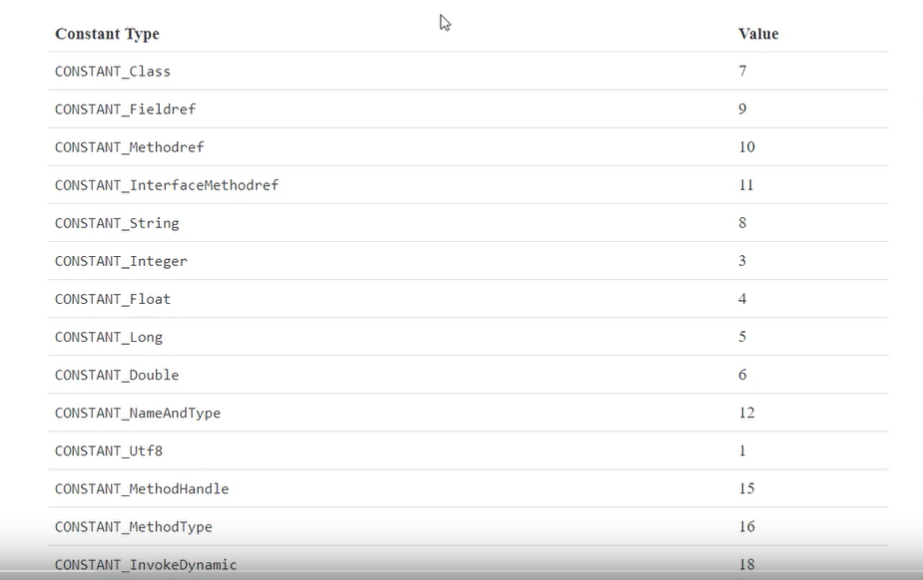 Constant Type Value
CONSTANT_Class 7
CONSTANT_Fieldref 9
CONSTANT_Methodref 10
CONSTANT_InterfaceMethodref 11
CONSTANT_String 8
CONSTANT_Integer 3
CONSTANT_Float 4
CONSTANT_Long 5
CONSTANT_Double 6
CONSTANT_NameAndType 12
CONSTANT_Utf8 1
CONSTANT_MethodHandle 15
CONSTANT_MethodType 16
CONSTANT_InvokeDynamic 18